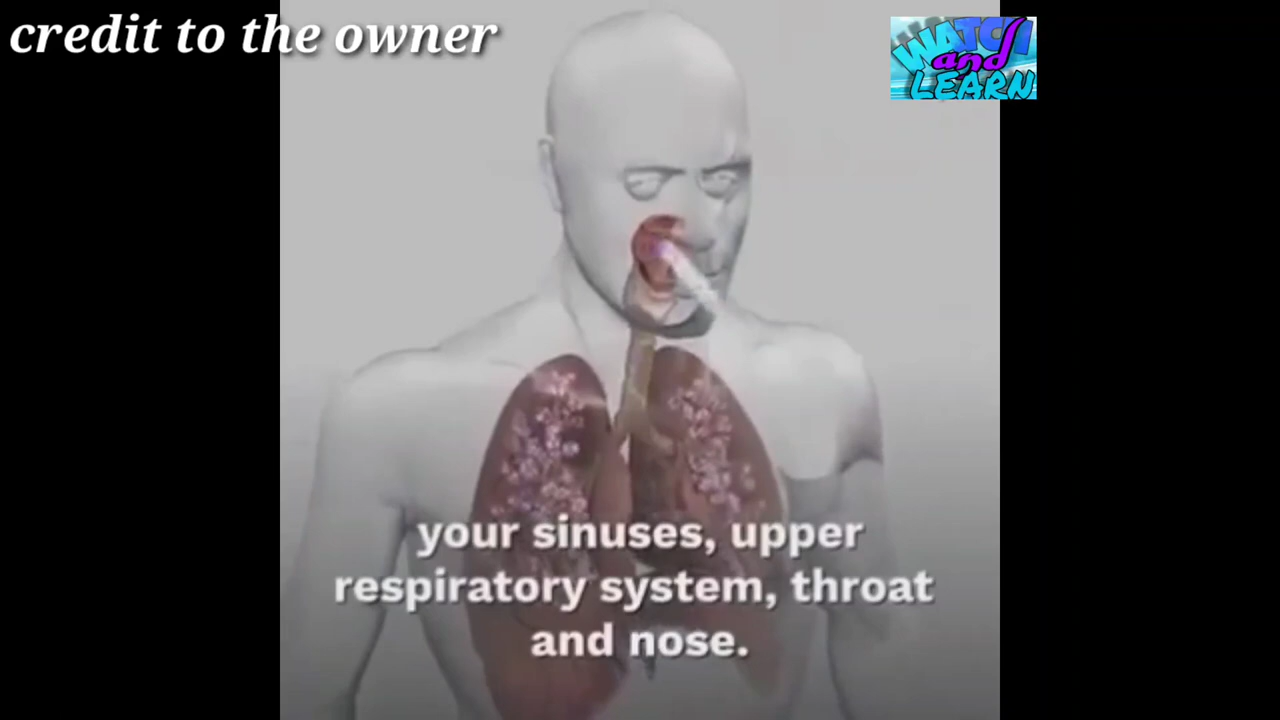 credit to the owner
WATCH
and
LEARN
your sinuses, upper
respiratory system, throat
and nose.